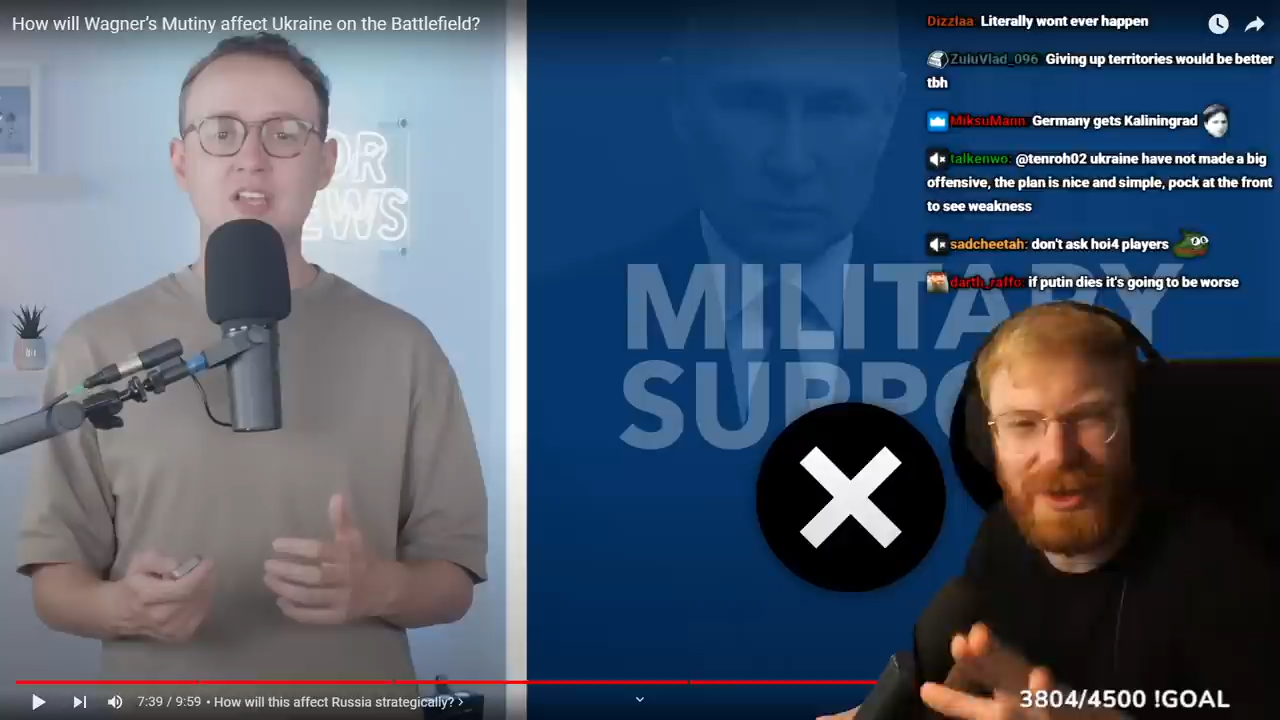 How will Wagner's Mutiny affect Ukraine on the Battlefield?
Dizzlaa: Literally wont ever happen
ZuluVlad_096 Giving up territories would be better
tbh
MiksuMann: Germany gets Kaliningrad
talkenwo: @tenroh02 ukraine have not made a big
offensive, the plan is nice and simple, pock at the front
to see weakness
sadcheetah: don't ask hoi4 players
darth_raffo: if putin dies it's going to be worse
OR
EWS
MILITARY
SUPPO
7:39 / 9:59 • How will this affect Russia strategically? >
3804/4500 !GOAL